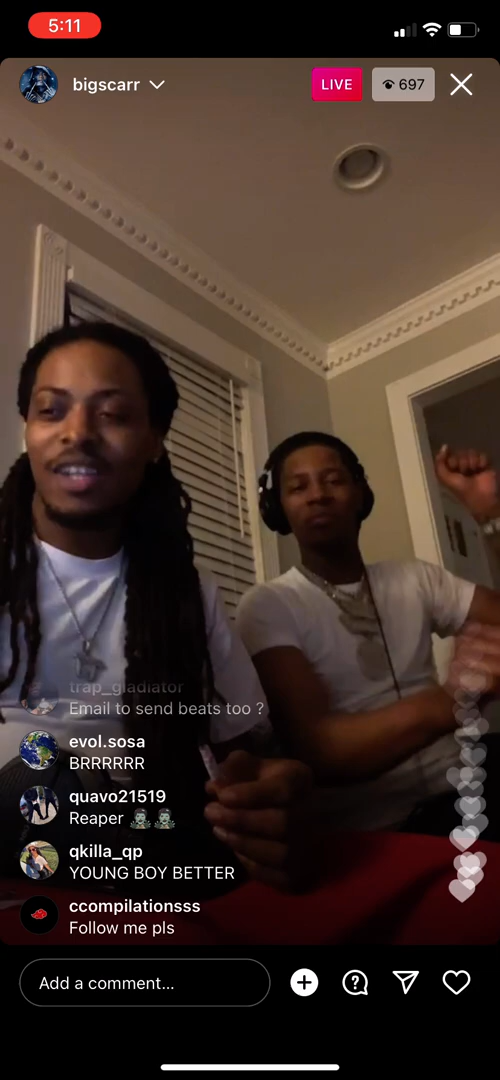 5:11
bigscarr
LIVE
697
trap_gladiator
Email to send beats too ?
evol.sosa
BRRRRRR
quavo21519
Reaper
qkilla_qp
YOUNG BOY BETTER
ccompilationsss
Follow me pls
Add a comment...